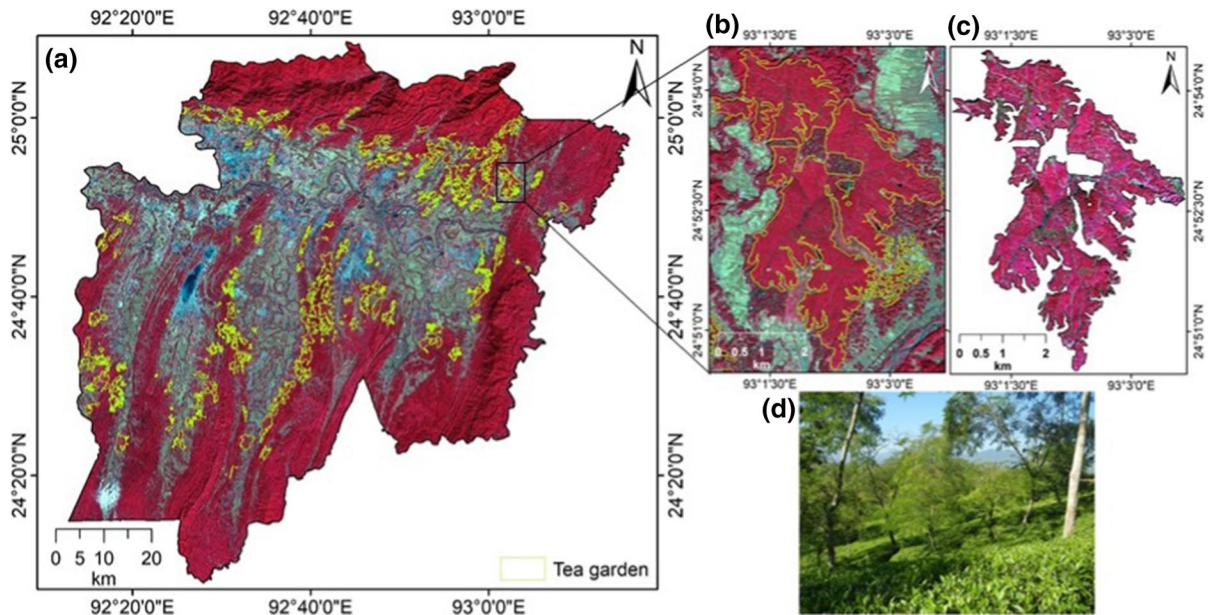 (a)
92°20'0"E 92°40'0"E 93°0'0"E
N
25°0'0"N
24°40'0"N
24°20'0"N
25°0'0"N
24°40'0"N
24°20'0"N
0 5 10 20
km
Tea garden
92°20'0"E 92°40'0"E 93°0'0"E
(b)
93°1'30"E 93°3'0"E
N
0 0.5 1 2
km
93°1'30"E 93°3'0"E
24°54'0"N
24°52'30"N
24°51'0"N
(c)
93°1'30"E 93°3'0"E
N
24°54'0"N
24°52'30"N
24°51'0"N
0 0.5 1 2
km
93°1'30"E 93°3'0"E
(d)